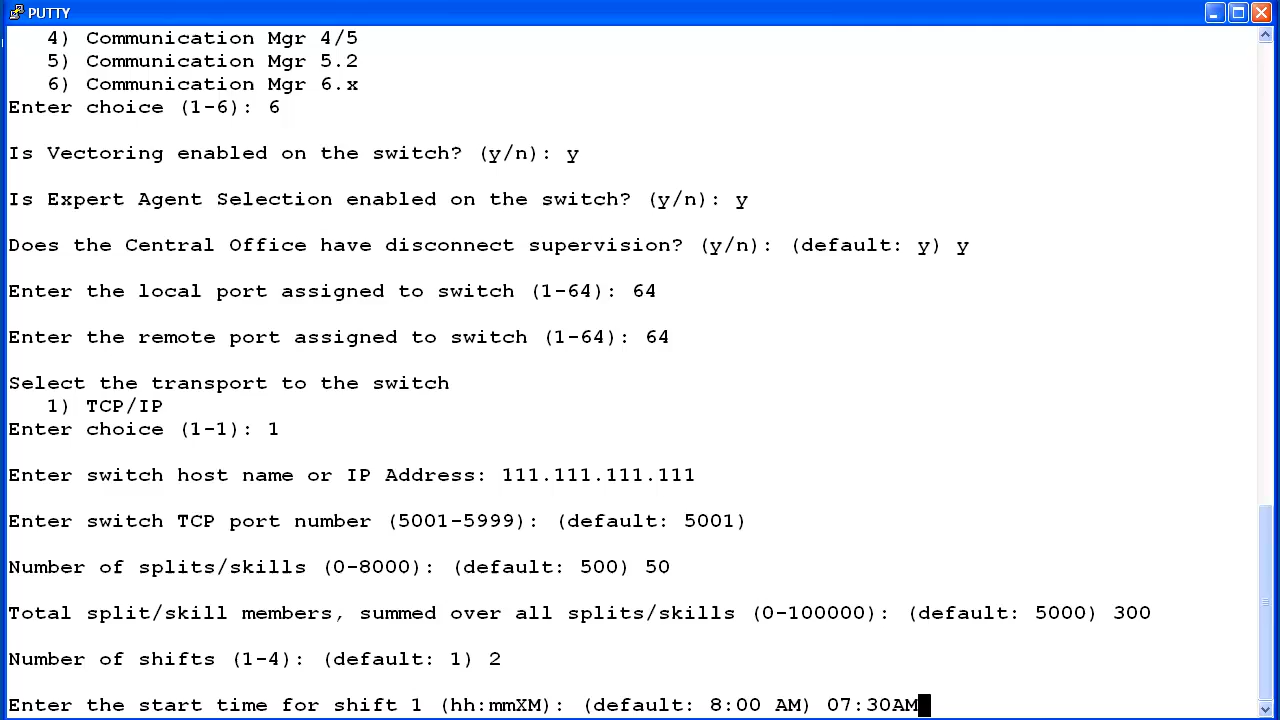 PUTTY
4) Communication Mgr 4/5
5) Communication Mgr 5.2
6) Communication Mgr 6.x
Enter choice (1-6): 6
Is Vectoring enabled on the switch? (y/n): y
Is Expert Agent Selection enabled on the switch? (y/n): y
Does the Central Office have disconnect supervision? (y/n): (default: y) y
Enter the local port assigned to switch (1-64): 64
Enter the remote port assigned to switch (1-64): 64
Select the transport to the switch
1) TCP/IP
Enter choice (1-1): 1
Enter switch host name or IP Address: 111.111.111.111
Enter switch TCP port number (5001-5999): (default: 5001)
Number of splits/skills (0-8000): (default: 500) 50
Total split/skill members, summed over all splits/skills (0-100000): (default: 5000) 300
Number of shifts (1-4): (default: 1) 2
Enter the start time for shift 1 (hh:mmXM): (default: 8:00 AM) 07:30AM